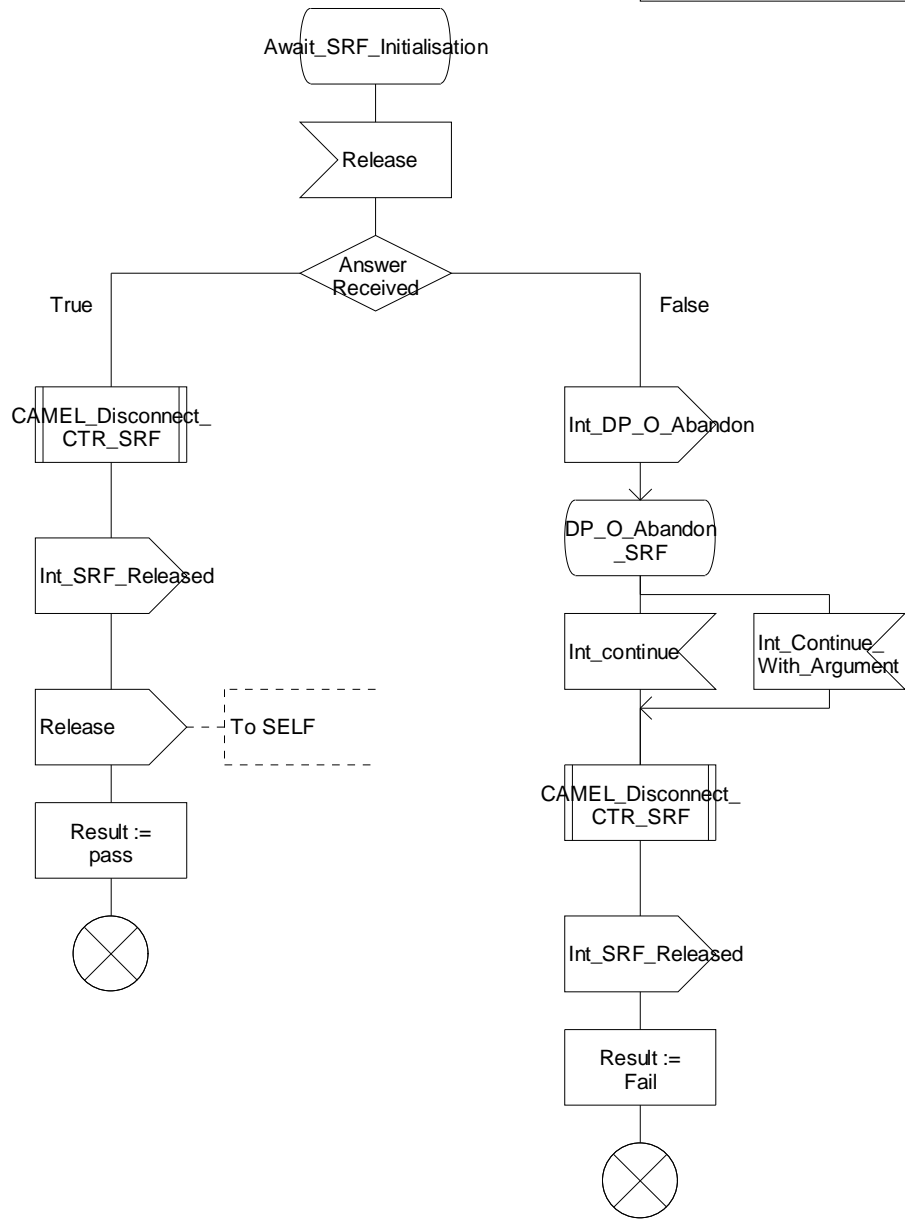 Await_SRF_Initialisation
Release
Answer
Received
True
False
CAMEL_Disconnect_
CTR_SRF
Int_DP_O_Abandon
DP_O_Abandon
_SRF
Int_SRF_Released
Int_continue
Int_Continue_
With_Argument
Release
To SELF
CAMEL_Disconnect_
CTR_SRF
Result :=
pass
Int_SRF_Released
Result :=
Fail